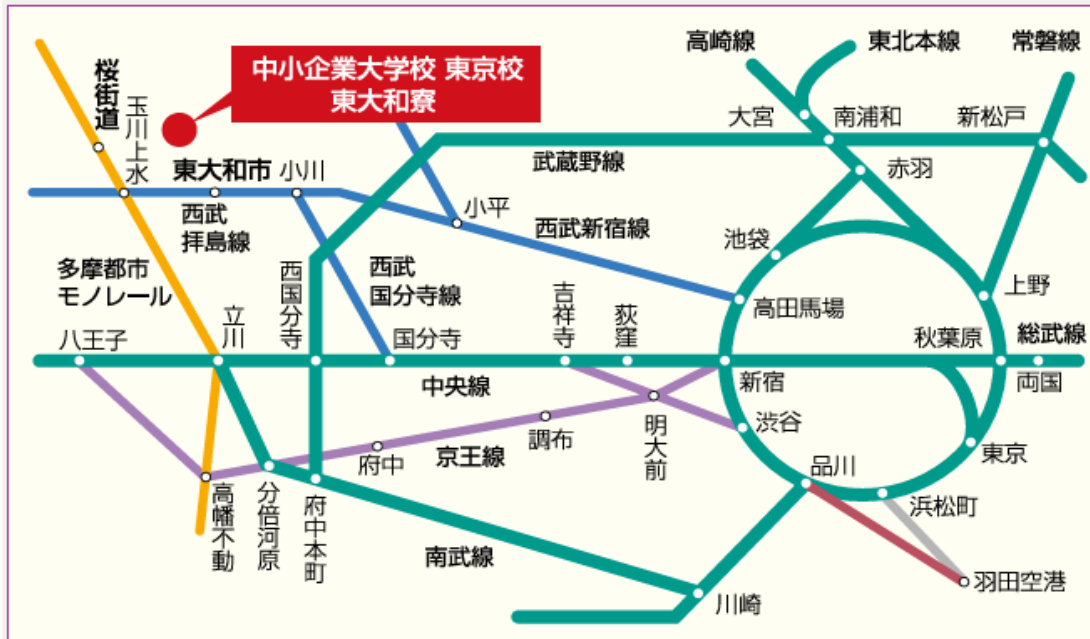 高崎線
東北本線
常磐線
中小企業大学校 東京校
東大和寮
桜街道
玉川上水
大宮
南浦和
新松戸
武蔵野線
東大和市
小川
赤羽
西武
拝島線
小平
西武新宿線
池袋
多摩都市
モノレール
西国分寺
西武
国分寺線
上野
高田馬場
八王子
立川
国分寺
吉祥寺
荻窪
秋葉原
総武線
中央線
新宿
両国
明大前
渋谷
調布
京王線
府中
東京
品川
高幡不動
分倍河原
府中本町
浜松町
南武線
羽田空港
川崎